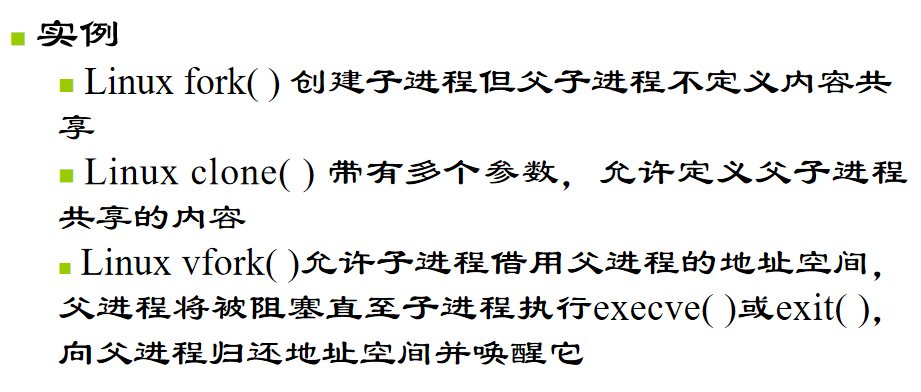 实例
Linux fork( ) 创建子进程但父子进程不定义内容共
享
Linux clone( ) 带有多个参数，允许定义父子进程
共享的内容
Linux vfork( )允许子进程借用父进程的地址空间，
父进程将被阻塞直至子进程执行execve( )或exit( )，
向父进程归还地址空间并唤醒它